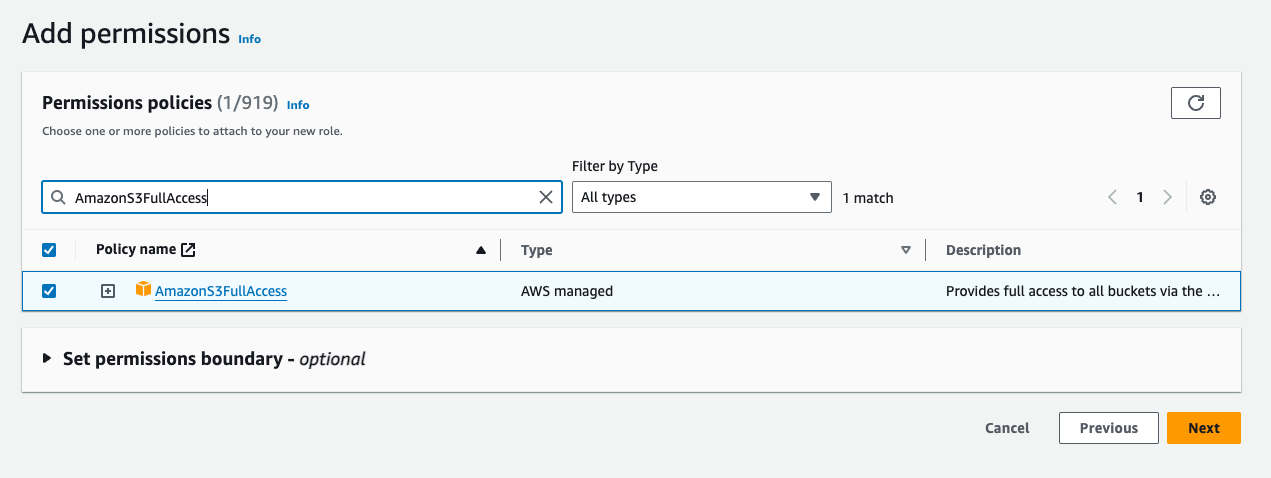 Add permissions Info
Permissions policies (1/919) Info
Choose one or more policies to attach to your new role.
Filter by Type
AmazonS3FullAccess
All types
1 match
1
Policy name
Type
Description
AmazonS3FullAccess
AWS managed
Provides full access to all buckets via the ...
Set permissions boundary - optional
Cancel
Previous
Next